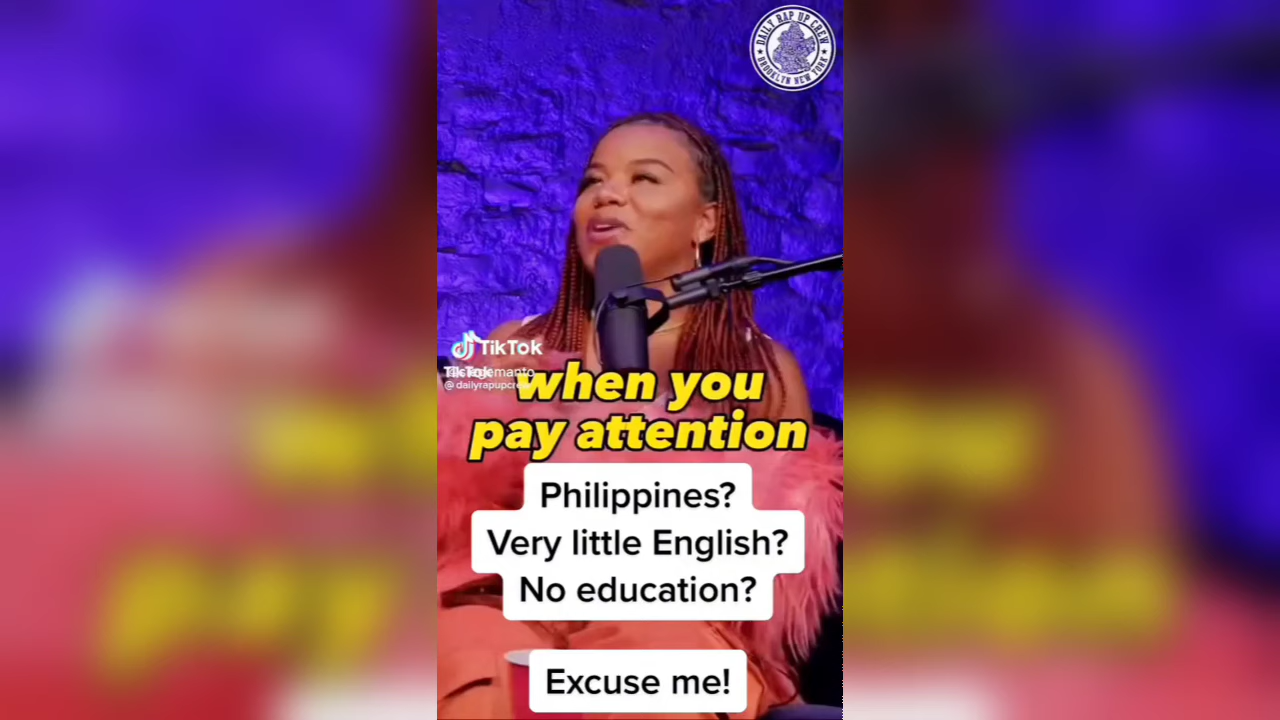 DAILY RAP UP CREW
BROOKLYN NEW YORK
TikTok
TikTok
@dailyrapupcrew
when you
pay attention
Philippines?
Very little English?
No education?
Excuse me!